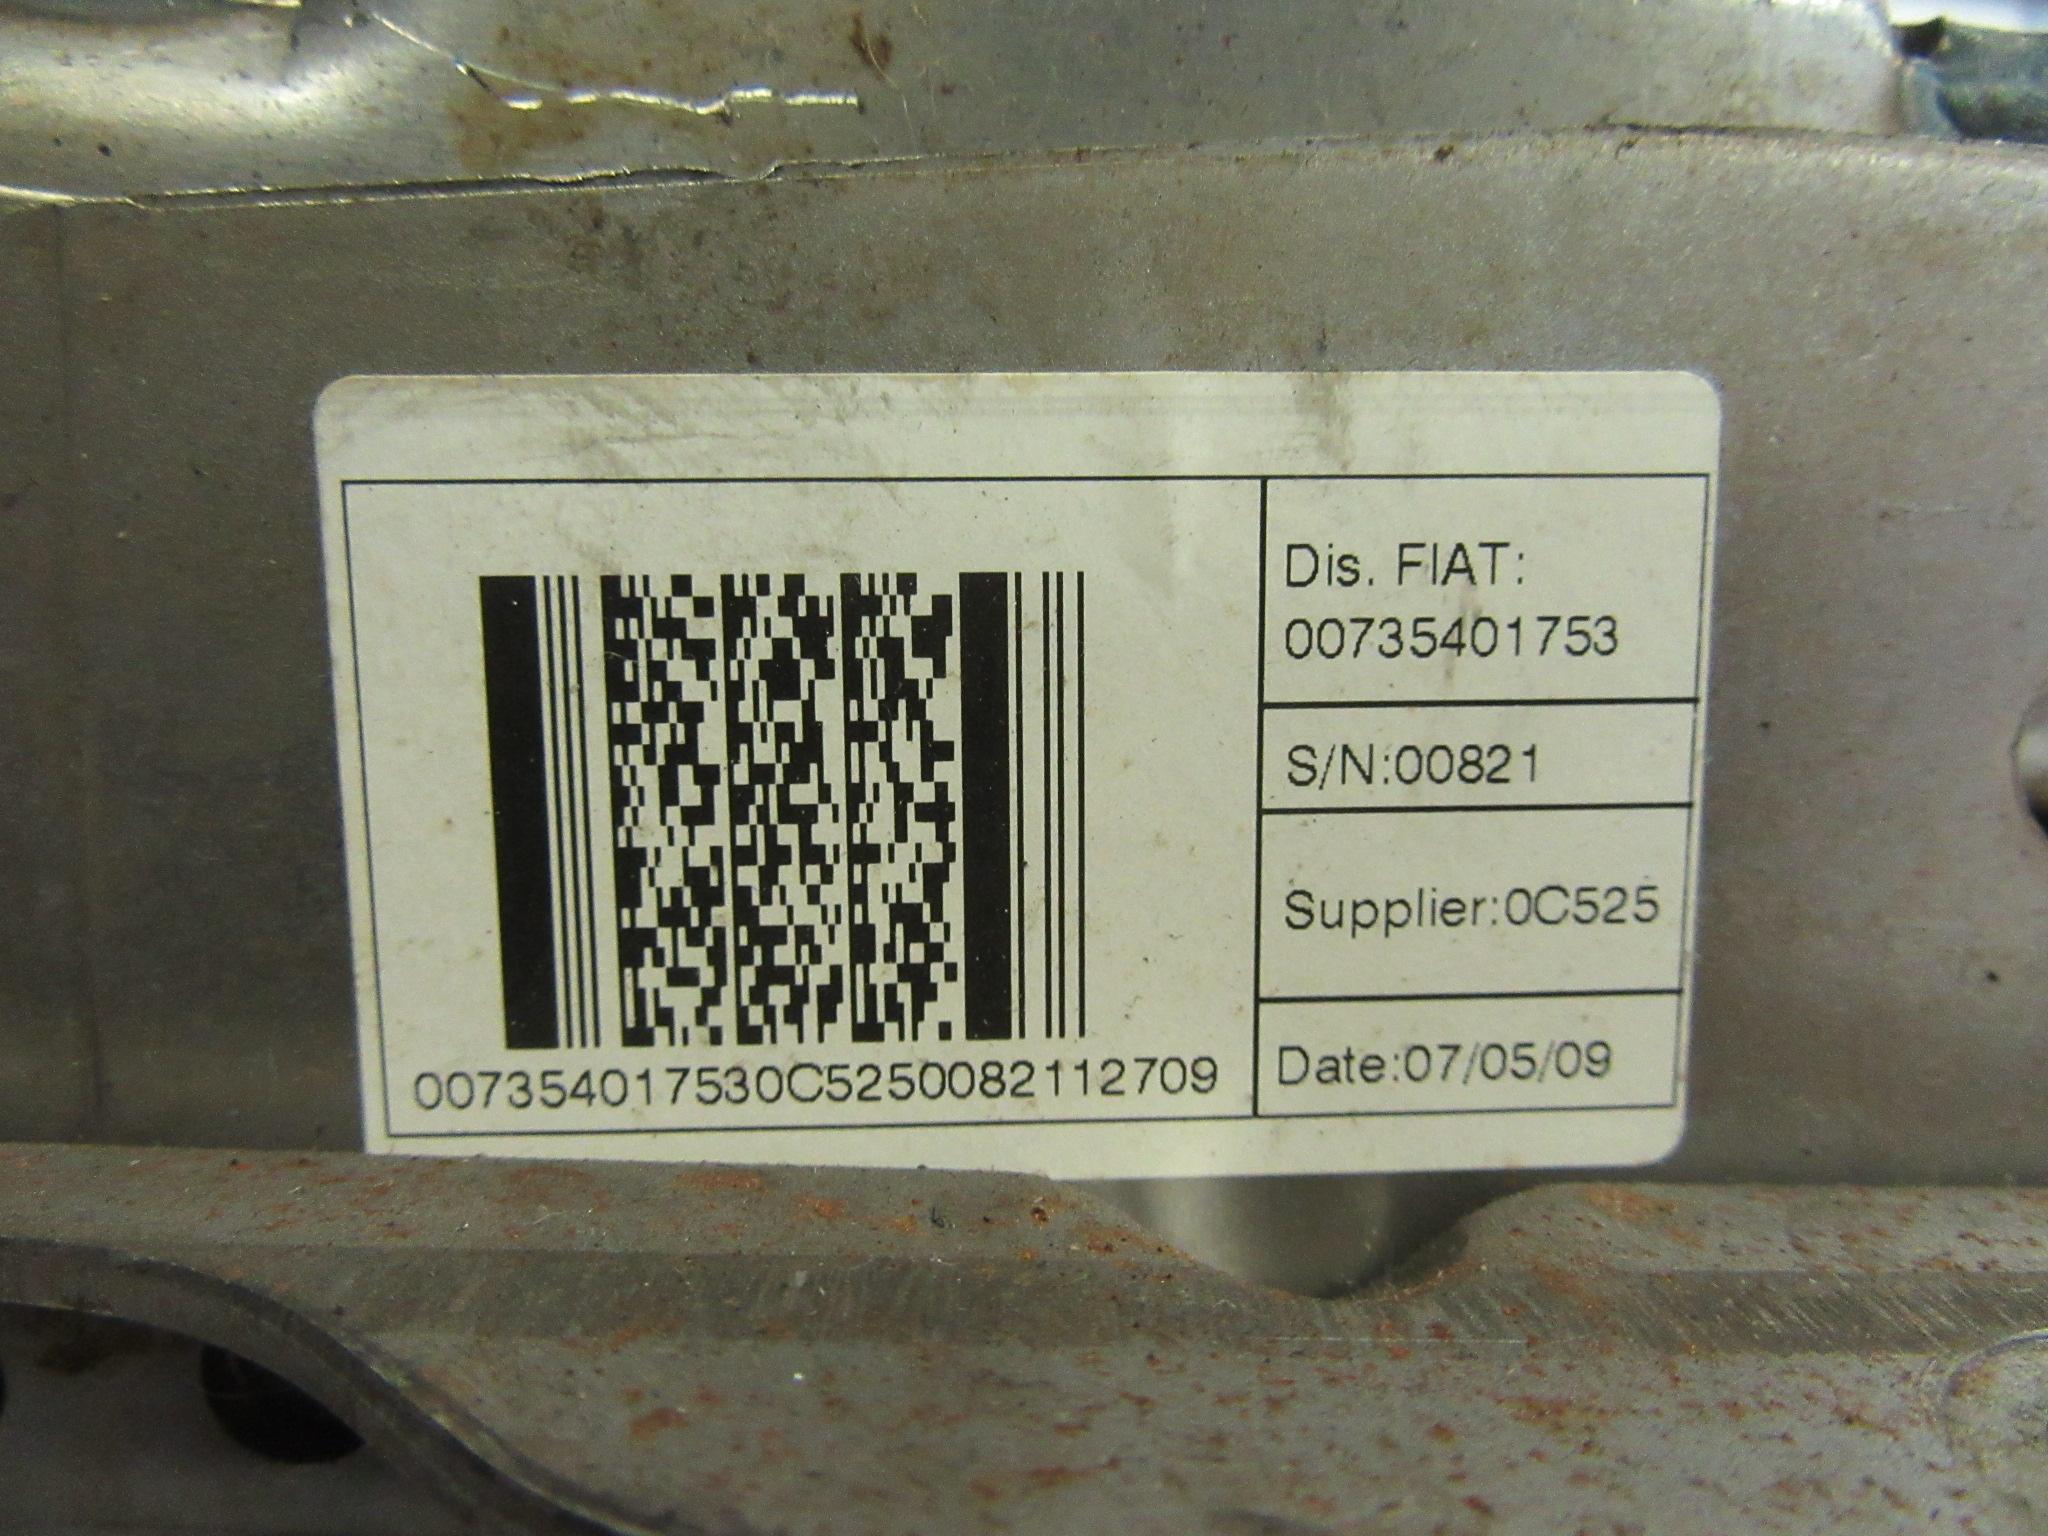 Dis. FIAT:
00735401753
S/N:00821
Supplier:0C525
Date:07/05/09
007354017530C5250082112709